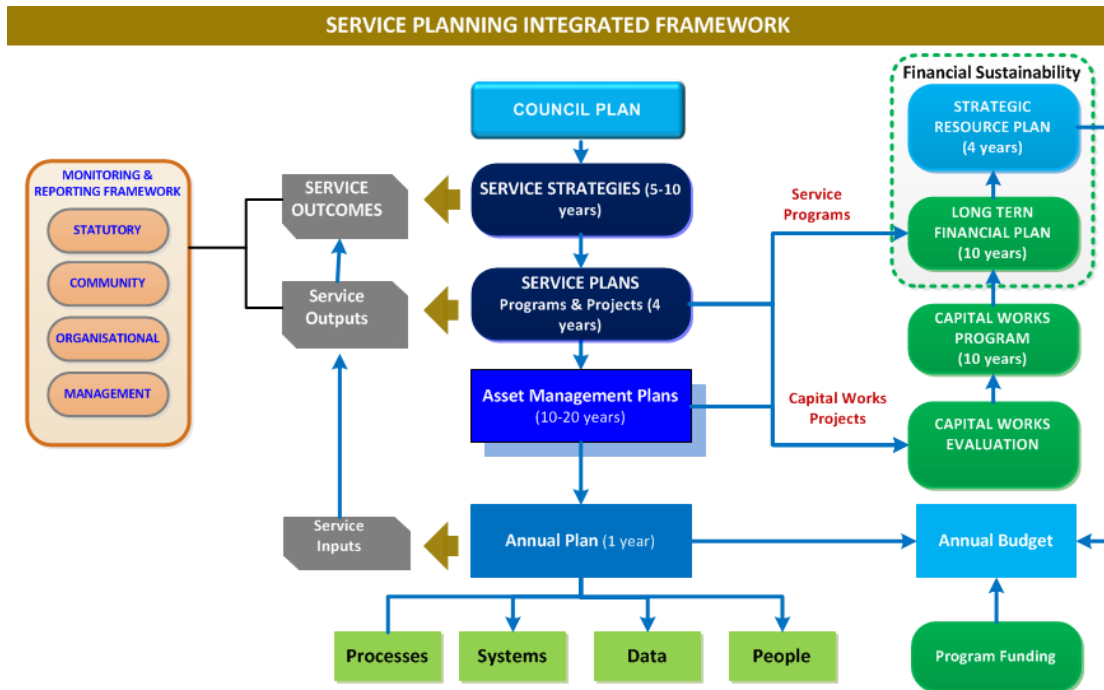 SERVICE PLANNING INTEGRATED FRAMEWORK
COUNCIL PLAN
SERVICE STRATEGIES (5-10
years)
SERVICE PLANS
Programs & Projects (4
years)
Asset Management Plans
(10-20 years)
Annual Plan (1 year)
Processes
Systems
Data
People
MONITORING &
REPORTING FRAMEWORK
STATUTORY
COMMUNITY
ORGANISATIONAL
MANAGEMENT
SERVICE
OUTCOMES
Service
Outputs
Service
Inputs
Service
Programs
Capital Works
Projects
Financial Sustainability
STRATEGIC
RESOURCE PLAN
(4 years)
LONG TERN
FINANCIAL PLAN
(10 years)
CAPITAL WORKS
PROGRAM
(10 years)
CAPITAL WORKS
EVALUATION
Annual Budget
Program Funding